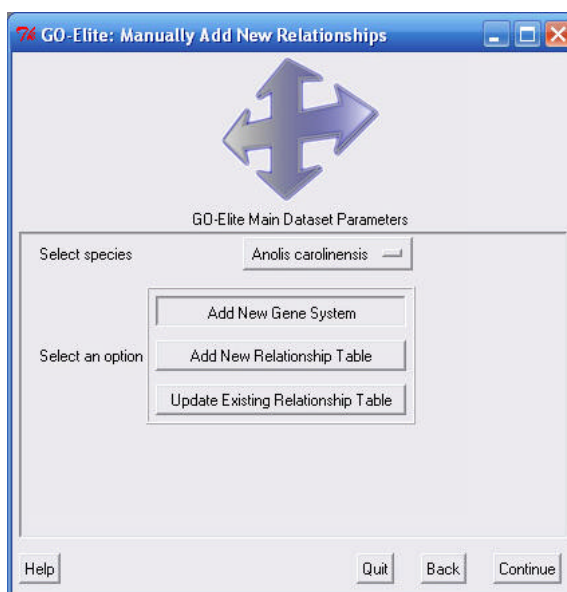 GO-Elite: Manually Add New Relationships
GO-Elite Main Dataset Parameters
Select species Anolis carolinensis
Add New Gene System
Select an option Add New Relationship Table
Update Existing Relationship Table
Help Quit Back Continue